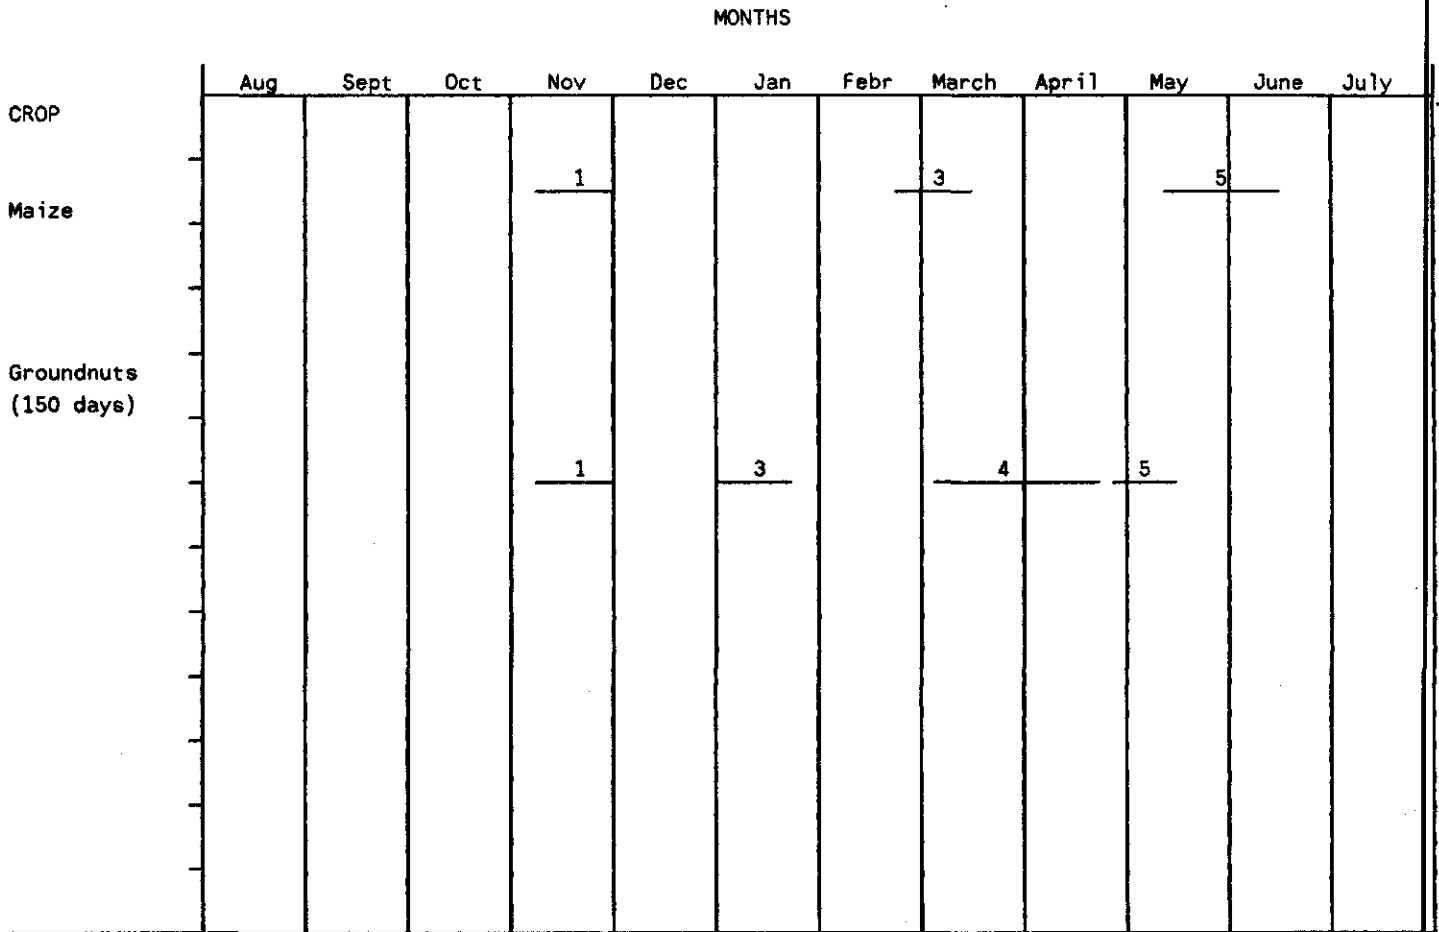 MONTHS
Aug Sept Oct Nov Dec Jan Febr March April May June July
CROP
1 3 5
Maize
Groundnuts
(150 days)
1 3 4 5